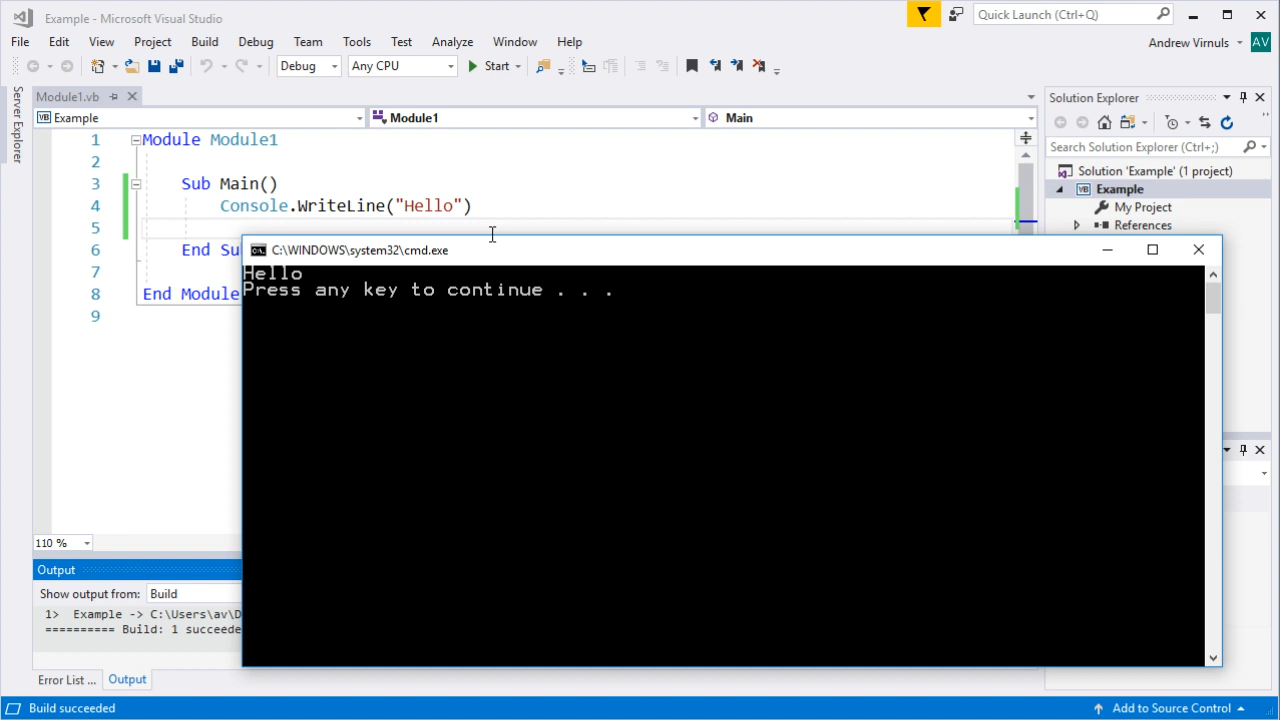 Example - Microsoft Visual Studio
Quick Launch (Ctrl+Q)
File Edit View Project Build Debug Team Tools Test Analyze Window Help
Andrew Virnuls AV
Debug Any CPU Start
Server Explorer
Module1.vb
Example Module1 Main
1 Module Module1
2
3 Sub Main()
4 Console.WriteLine("Hello")
5
6 End Su
7
8 End Module
9
Solution Explorer
Search Solution Explorer (Ctrl+;)
Solution 'Example' (1 project)
VB Example
My Project
References
C:\WINDOWS\system32\cmd.exe
Hello
Press any key to continue . . .
110 %
Output
Show output from: Build
1> Example -> C:\Users\av\D
========== Build: 1 succeede
Error List ... Output
Build succeeded
Add to Source Control